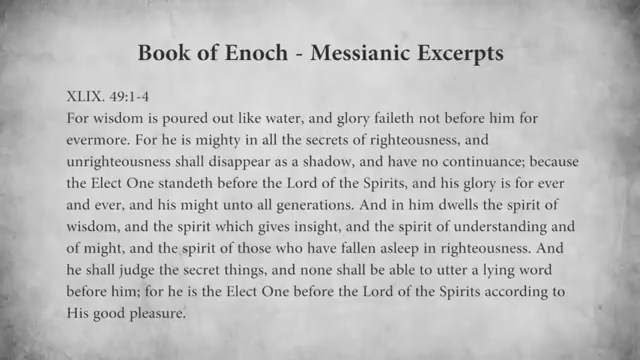 Book of Enoch - Messianic Excerpts
XLIX. 49:1-4
For wisdom is poured out like water, and glory faileth not before him for
evermore. For he is mighty in all the secrets of righteousness, and
unrighteousness shall disappear as a shadow, and have no continuance; because
the Elect One standeth before the Lord of the Spirits, and his glory is for ever
and ever, and his might unto all generations. And in him dwells the spirit of
wisdom, and the spirit which gives insight, and the spirit of understanding and
of might, and the spirit of those who have fallen asleep in righteousness. And
he shall judge the secret things, and none shall be able to utter a lying word
before him; for he is the Elect One before the Lord of the Spirits according to
His good pleasure.